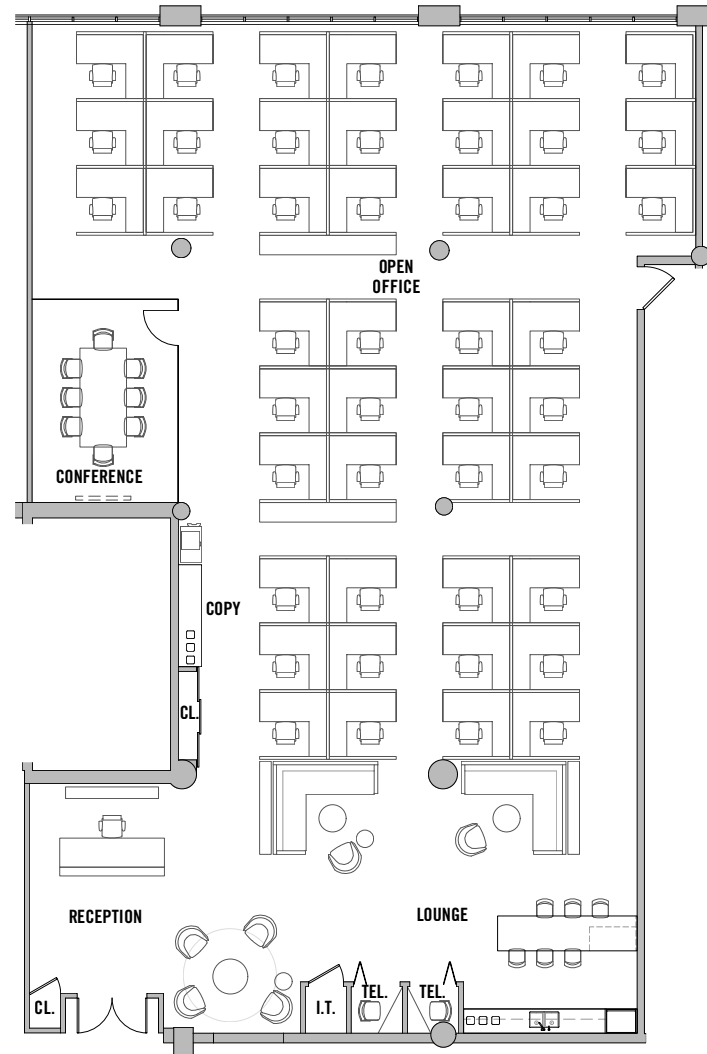 OPEN
OFFICE
CONFERENCE
COPY
CL.
RECEPTION
LOUNGE
CL.
I.T.
TEL.
TEL.